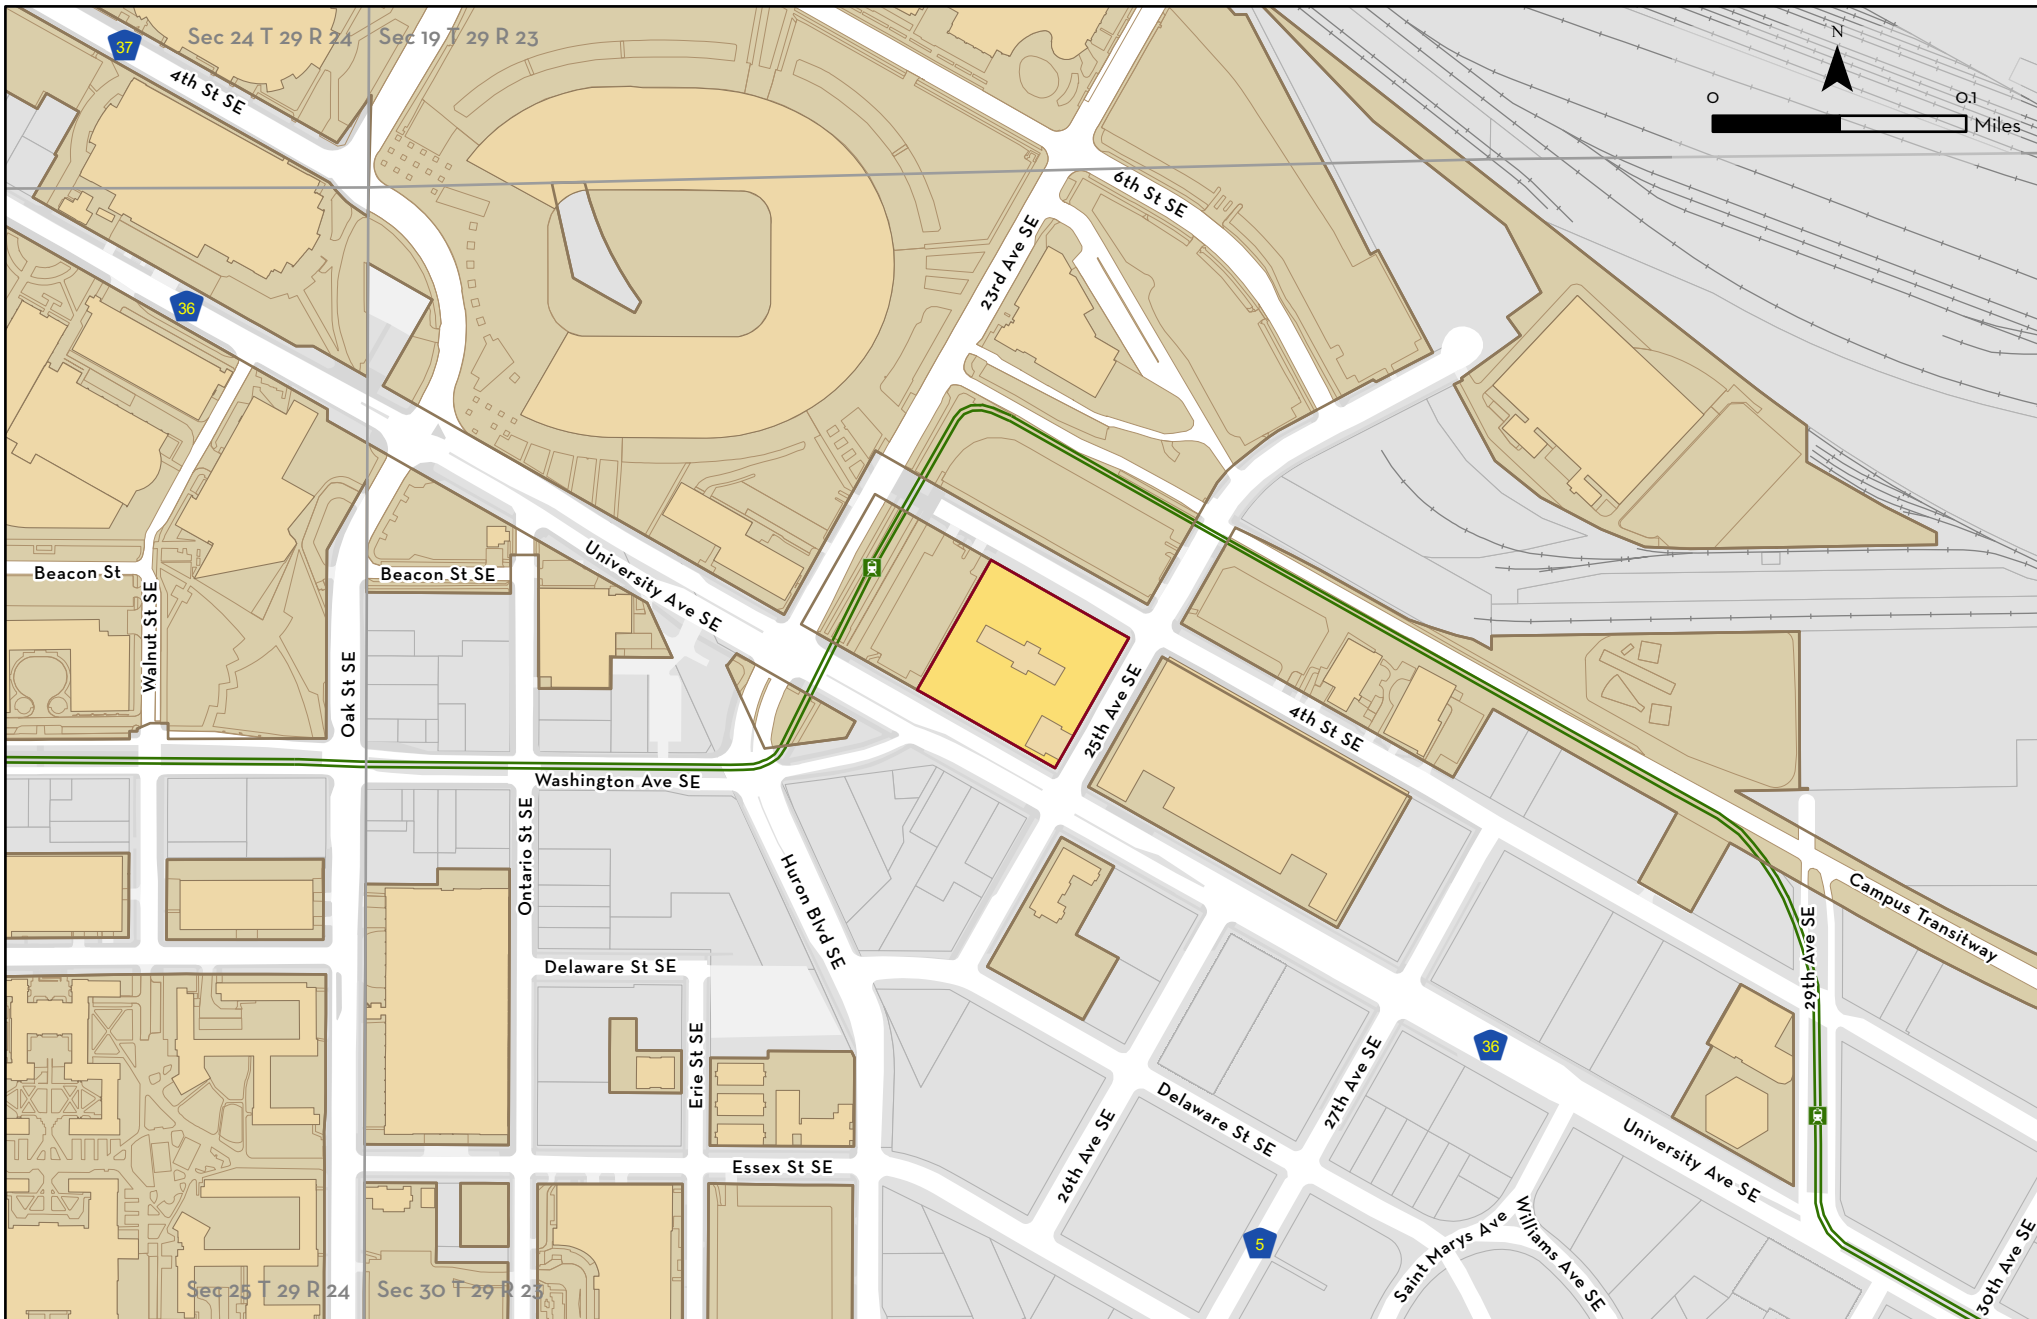 37
Sec 24 T 29 R 24
Sec 19 T 29 R 23
N
4th St SE
0
0.1
Miles
6th St SE
23rd Ave SE
36
University Ave SE
Beacon St
Beacon St SE
Walnut St SE
Oak St SE
25th Ave SE
4th St SE
Washington Ave SE
Ontario St SE
Huron Blvd SE
Campus Transitway
29th Ave SE
Delaware St SE
Erie St SE
36
27th Ave SE
Delaware St SE
26th Ave SE
University Ave SE
Essex St SE
5
Saint Marys Ave
Williams Ave SE
30th Ave SE
Sec 25 T 29 R 24
Sec 30 T 29 R 23